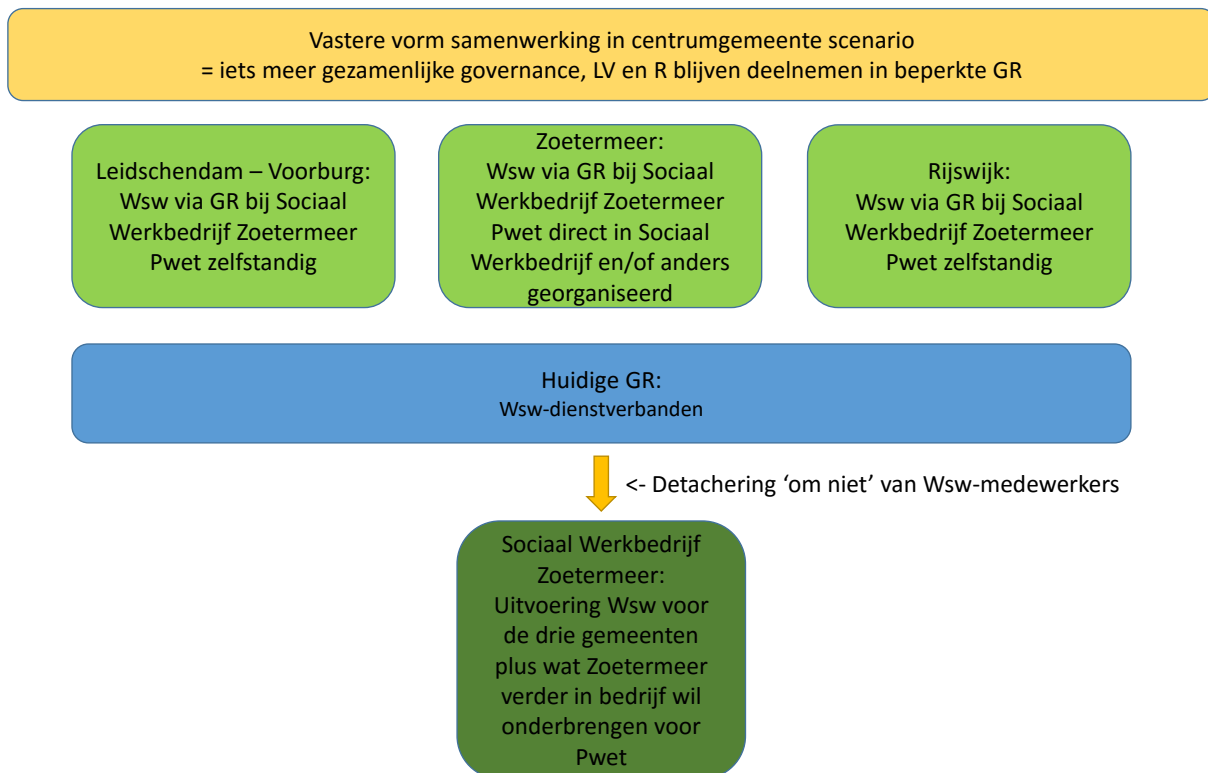 Vastere vorm samenwerking in centrumgemeente scenario
= iets meer gezamenlijke governance, LV en R blijven deelnemen in beperkte GR
Leidschendam – Voorburg:
Wsw via GR bij Sociaal
Werkbedrijf Zoetermeer
Pwet zelfstandig
Zoetermeer:
Wsw via GR bij Sociaal
Werkbedrijf Zoetermeer
Pwet direct in Sociaal
Werkbedrijf en/of anders
georganiseerd
Rijswijk:
Wsw via GR bij Sociaal
Werkbedrijf Zoetermeer
Pwet zelfstandig
Huidige GR:
Wsw-dienstverbanden
<- Detachering ‘om niet’ van Wsw-medewerkers
Sociaal Werkbedrijf
Zoetermeer:
Uitvoering Wsw voor
de drie gemeenten
plus wat Zoetermeer
verder in bedrijf wil
onderbrengen voor
Pwet